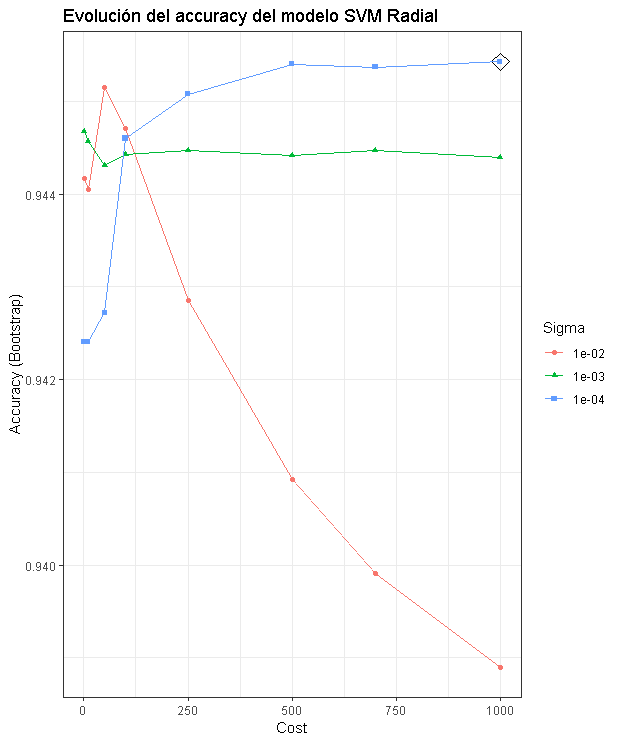 Evolución del accuracy del modelo SVM Radial
Accuracy (Bootstrap)
0.944
0.942
0.940
0
250
500
750
1000
Cost
Sigma
1e-02
1e-03
1e-04